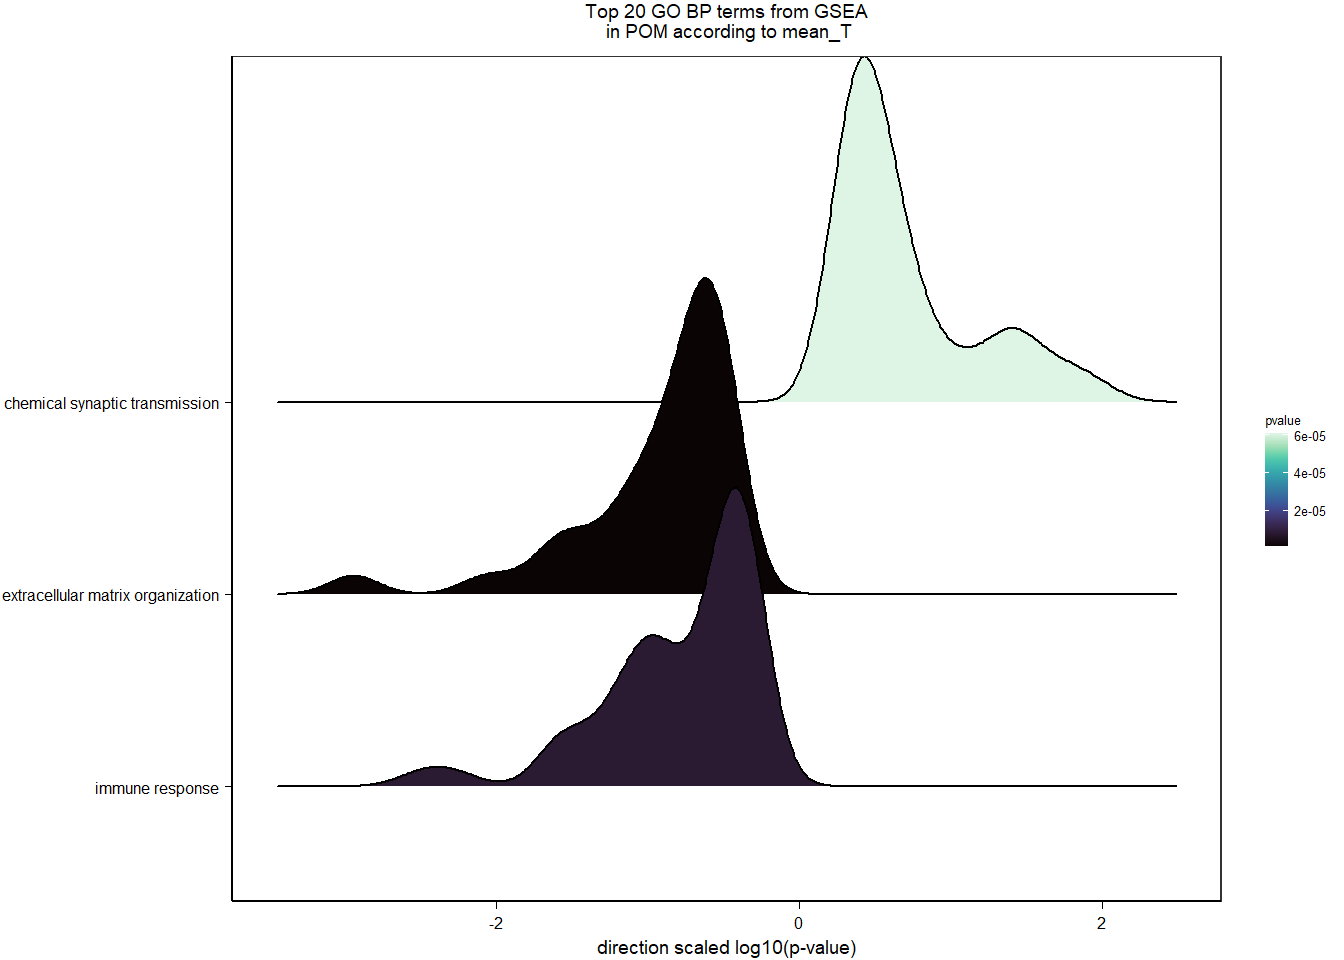 Top 20 GO BP terms from GSEA
in POM according to mean_T
chemical synaptic transmission
extracellular matrix organization
immune response
-2
0
2
direction scaled log10(p-value)
pvalue
6e-05
4e-05
2e-05